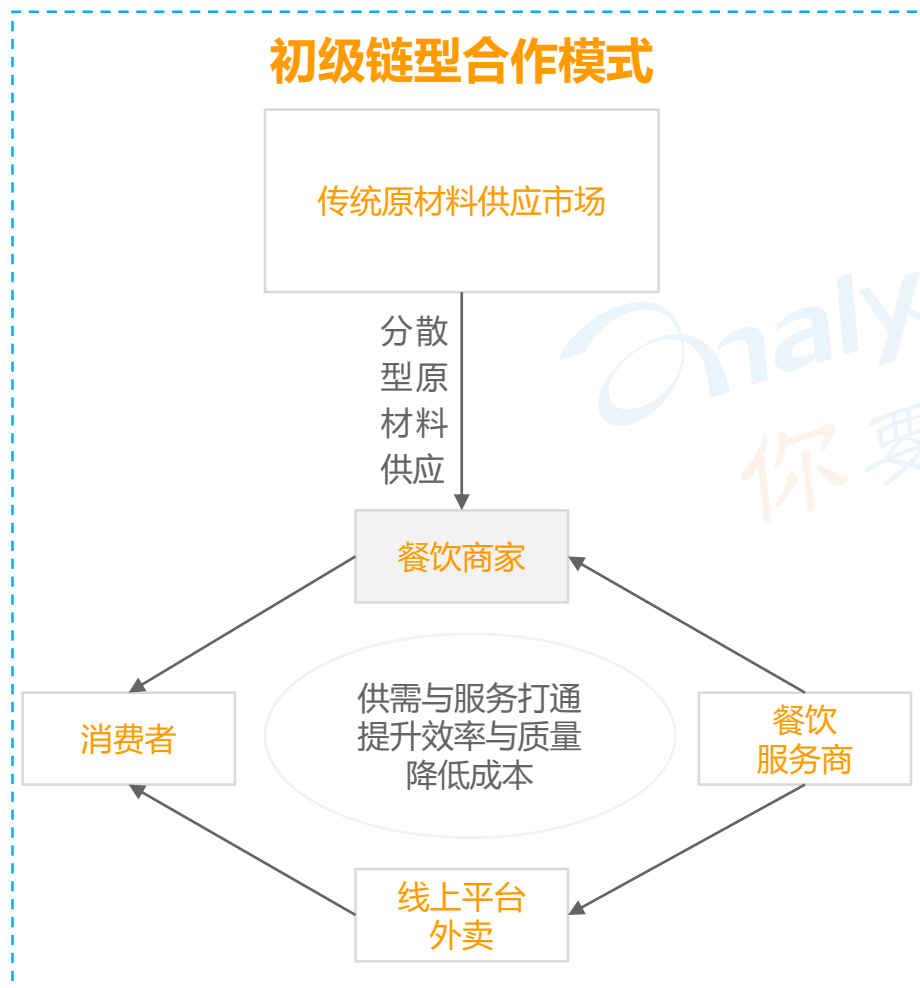 初级链型合作模式
传统原材料供应市场
分散
型原
材料
供应
naly
你要
餐饮商家
供需与服务打通
提升效率与质量
降低成本
消费者
餐饮
服务商
线上平台
外卖